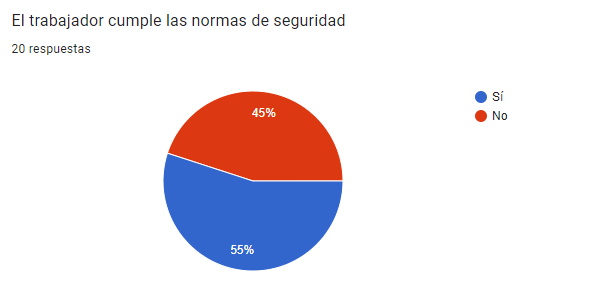 El trabajador cumple las normas de seguridad
20 respuestas
45%
55%
Sí
No